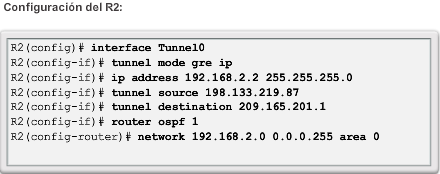 Configuración del R2:
R2(config)# interface Tunnel0
R2(config-if)# tunnel mode gre ip
R2(config-if)# ip address 192.168.2.2 255.255.255.0
R2(config-if)# tunnel source 198.133.219.87
R2(config-if)# tunnel destination 209.165.201.1
R2(config-if)# router ospf 1
R2(config-router)# network 192.168.2.0 0.0.0.255 area 0